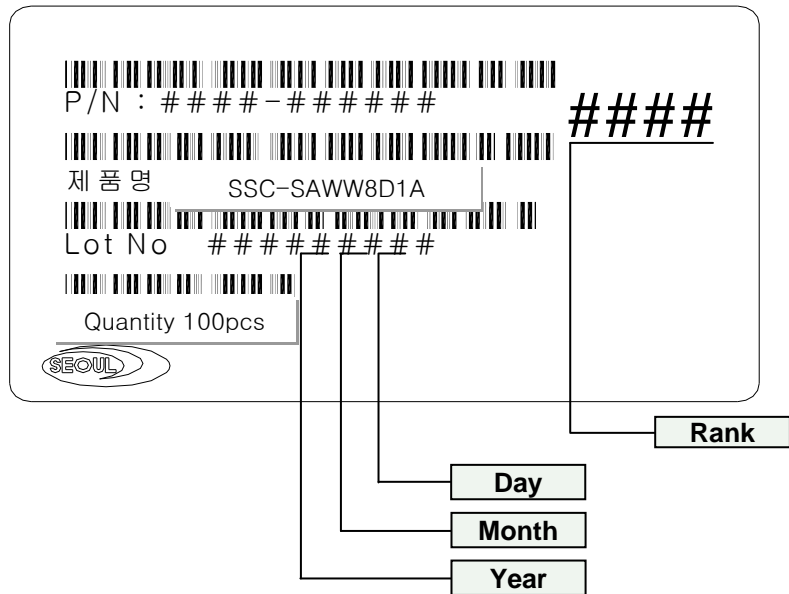 P/N : ####-######
####
제 품 명 SSC-SAWW8D1A
Lot No #########
Quantity 100pcs
SEOUL
Rank
Day
Month
Year